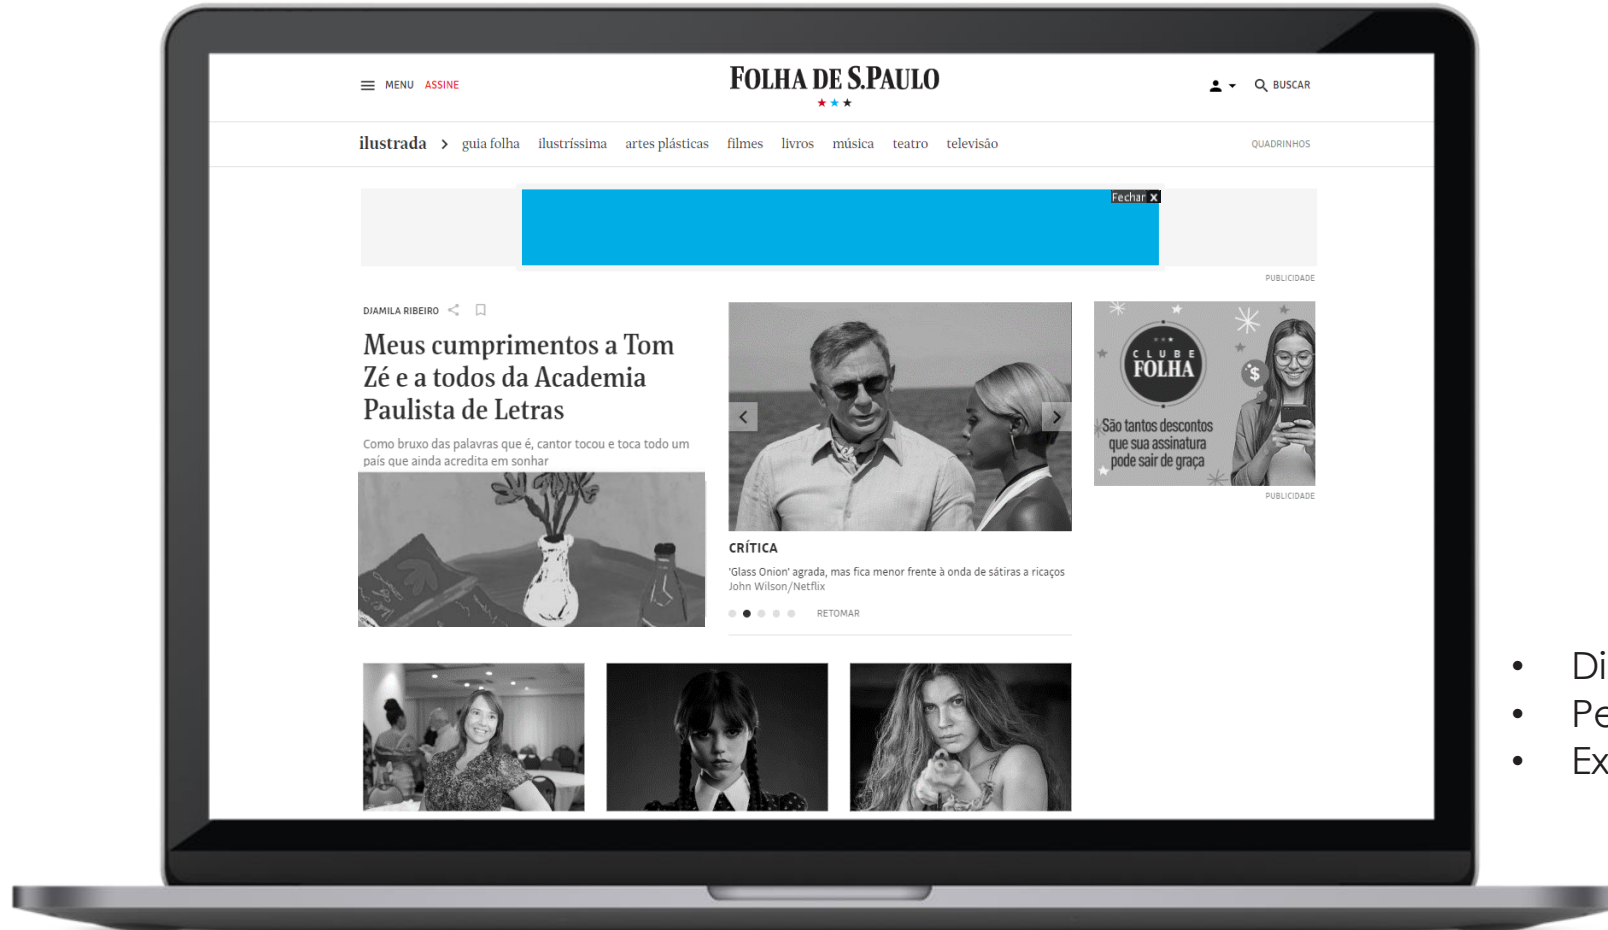 MENU ASSINE
FOLHA DE S.PAULO
BUSCAR
ilustrada > guia folha ilustríssima artes plásticas filmes livros música teatro televisão
QUADRINHOS
Fechar X
PUBLICIDADE
DJAMILA RIBEIRO
Meus cumprimentos a Tom
Zé e a todos da Academia
Paulista de Letras
Como bruxo das palavras que é, cantor tocou e toca todo um
país que ainda acredita em sonhar
CRÍTICA
'Glass Onion' agrada, mas fica menor frente à onda de sátiras a ricaços
John Wilson/Netflix
RETOMAR
CLUBE
FOLHA
$
São tantos descontos
que sua assinatura
pode sair de graça
PUBLICIDADE
• Di
• Pe
• Ex